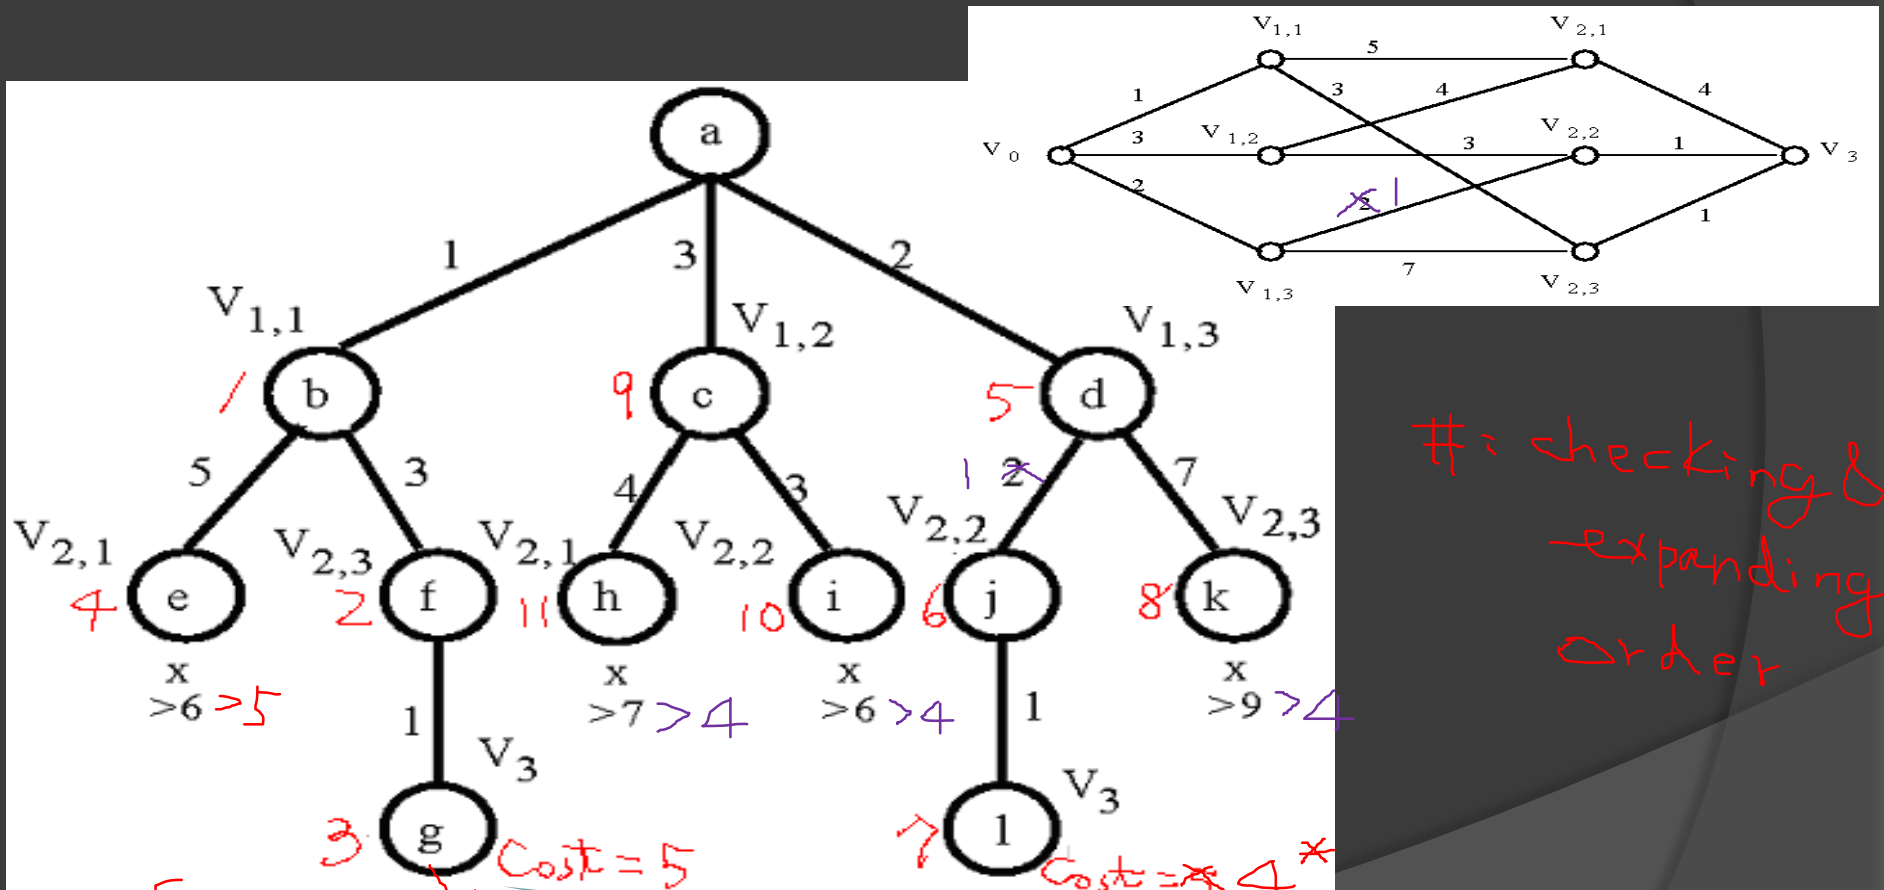 V1,1
V2,1
5
1
3
4
4
3
V1,2
3
V2,2
1
V0
V3
2
2
1
1
7
V1,3
V2,3
a
1
3
2
V1,1
V1,2
V1,3
1
b
9
c
5
d
5
3
4
3
1
2
7
V2,1
V2,3
V2,1
V2,2
V2,2
V2,3
4
e
2
f
11
h
10
i
6
j
8
k
x
x
x
x
>6 >5
>7 >4
>6 >4
>9 >4
1
1
V3
V3
3
g
Cost = 5
7
l
Cost = 4*
#: checking &
expanding
order